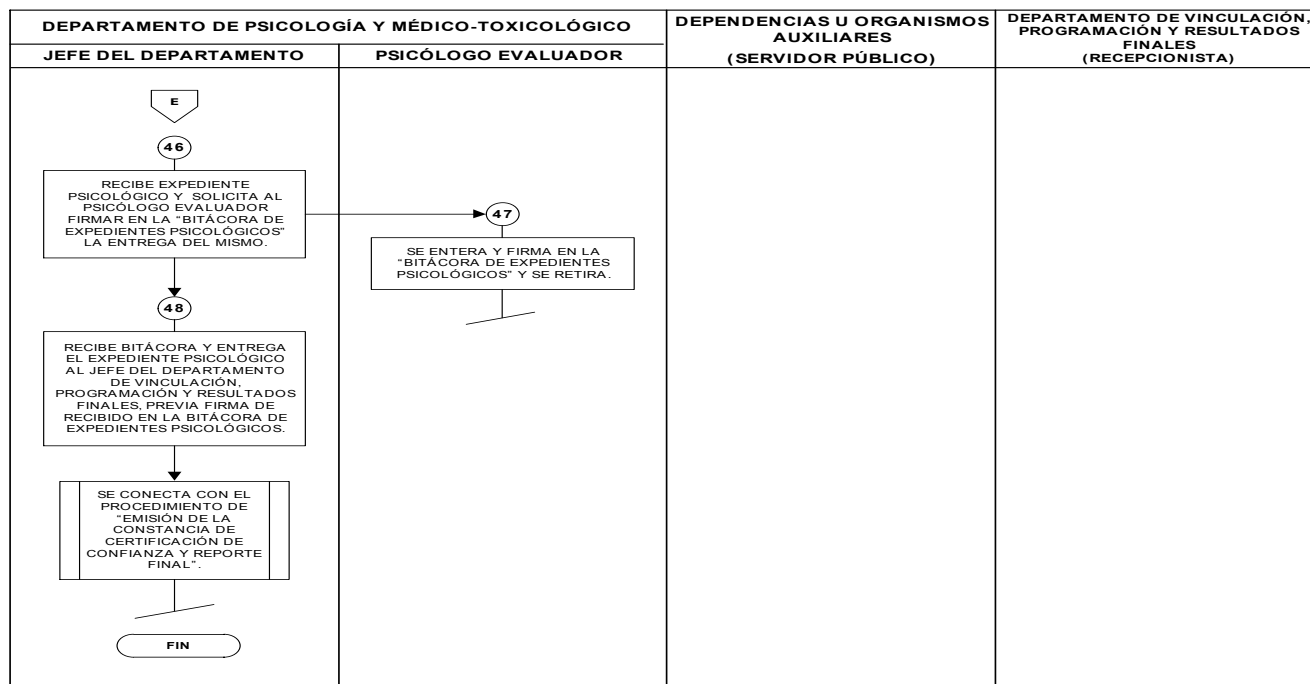 DEPARTAMENTO DE PSICOLOGÍA Y MÉDICO-TOXICOLÓGICO
JEFE DEL DEPARTAMENTO
PSICÓLOGO EVALUADOR
DEPENDENCIAS U ORGANISMOS
AUXILIARES
(SERVIDOR PÚBLICO)
DEPARTAMENTO DE VINCULACIÓN,
PROGRAMACIÓN Y RESULTADOS
FINALES
(RECEPCIONISTA)
E
46
RECIBE EXPEDIENTE
PSICOLÓGICO Y SOLICITA AL
PSICÓLOGO EVALUADOR
FIRMAR EN LA “BITÁCORA DE
EXPEDIENTES PSICOLÓGICOS”
LA ENTREGA DEL MISMO.
47
SE ENTERA Y FIRMA EN LA
“BITÁCORA DE EXPEDIENTES
PSICOLÓGICOS” Y SE RETIRA.
48
RECIBE BITÁCORA Y ENTREGA
EL EXPEDIENTE PSICOLÓGICO
AL JEFE DEL DEPARTAMENTO
DE VINCULACIÓN,
PROGRAMACIÓN Y RESULTADOS
FINALES, PREVIA FIRMA DE
RECIBIDO EN LA BITÁCORA DE
EXPEDIENTES PSICOLÓGICOS.
SE CONECTA CON EL
PROCEDIMIENTO DE
“EMISIÓN DE LA
CONSTANCIA DE
CERTIFICACIÓN DE
CONFIANZA Y REPORTE
FINAL”.
FIN